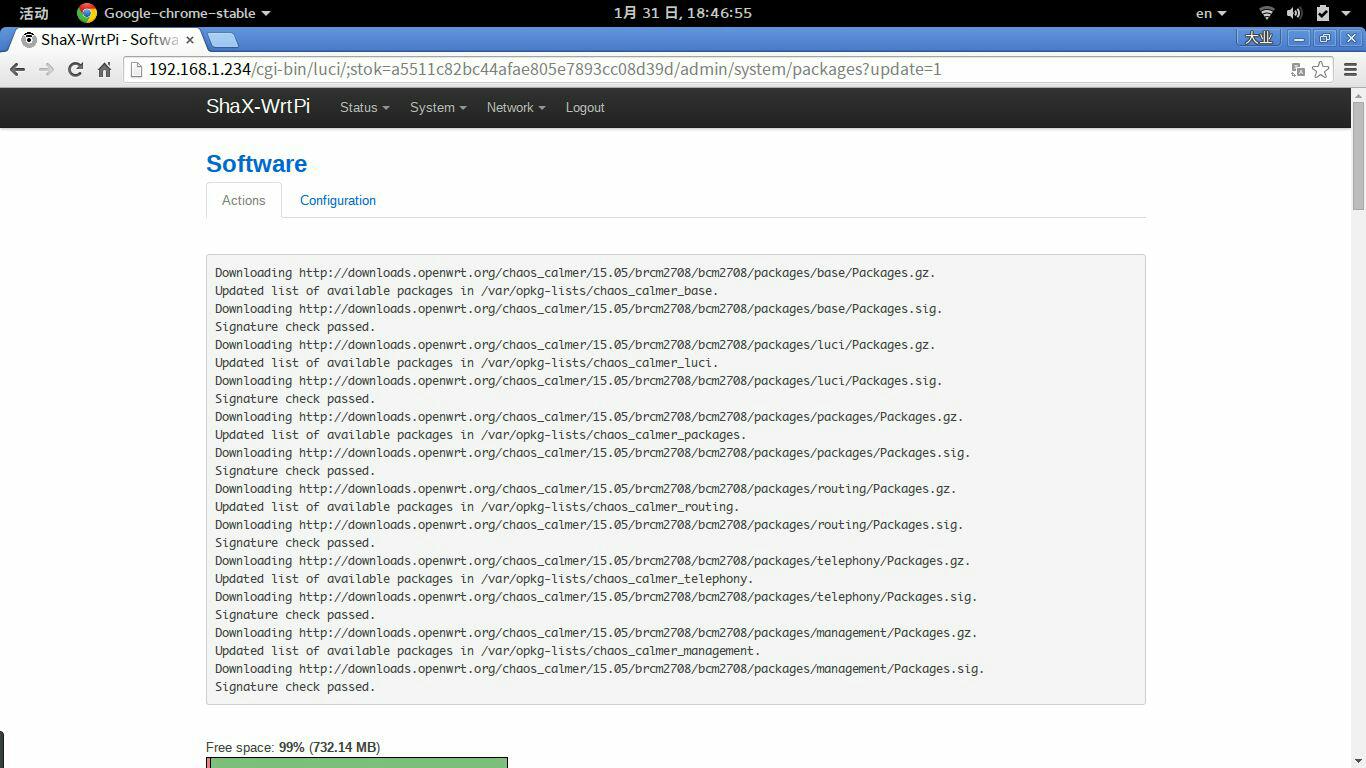 活动 Google-chrome-stable 1月 31 日, 18:46:55 en
ShaX-WrtPi - Softwa 大业
192.168.1.234/cgi-bin/luci/;stok=a5511c82bc44afae805e7893cc08d39d/admin/system/packages?update=1
ShaX-WrtPi Status System Network Logout
Software
Actions Configuration
Downloading http://downloads.openwrt.org/chaos_calmer/15.05/brcm2708/bcm2708/packages/base/Packages.gz.
Updated list of available packages in /var/opkg-lists/chaos_calmer_base.
Downloading http://downloads.openwrt.org/chaos_calmer/15.05/brcm2708/bcm2708/packages/base/Packages.sig.
Signature check passed.
Downloading http://downloads.openwrt.org/chaos_calmer/15.05/brcm2708/bcm2708/packages/luci/Packages.gz.
Updated list of available packages in /var/opkg-lists/chaos_calmer_luci.
Downloading http://downloads.openwrt.org/chaos_calmer/15.05/brcm2708/bcm2708/packages/luci/Packages.sig.
Signature check passed.
Downloading http://downloads.openwrt.org/chaos_calmer/15.05/brcm2708/bcm2708/packages/packages/Packages.gz.
Updated list of available packages in /var/opkg-lists/chaos_calmer_packages.
Downloading http://downloads.openwrt.org/chaos_calmer/15.05/brcm2708/bcm2708/packages/packages/Packages.sig.
Signature check passed.
Downloading http://downloads.openwrt.org/chaos_calmer/15.05/brcm2708/bcm2708/packages/routing/Packages.gz.
Updated list of available packages in /var/opkg-lists/chaos_calmer_routing.
Downloading http://downloads.openwrt.org/chaos_calmer/15.05/brcm2708/bcm2708/packages/routing/Packages.sig.
Signature check passed.
Downloading http://downloads.openwrt.org/chaos_calmer/15.05/brcm2708/bcm2708/packages/telephony/Packages.gz.
Updated list of available packages in /var/opkg-lists/chaos_calmer_telephony.
Downloading http://downloads.openwrt.org/chaos_calmer/15.05/brcm2708/bcm2708/packages/telephony/Packages.sig.
Signature check passed.
Downloading http://downloads.openwrt.org/chaos_calmer/15.05/brcm2708/bcm2708/packages/management/Packages.gz.
Updated list of available packages in /var/opkg-lists/chaos_calmer_management.
Downloading http://downloads.openwrt.org/chaos_calmer/15.05/brcm2708/bcm2708/packages/management/Packages.sig.
Signature check passed.
Free space: 99% (732.14 MB)